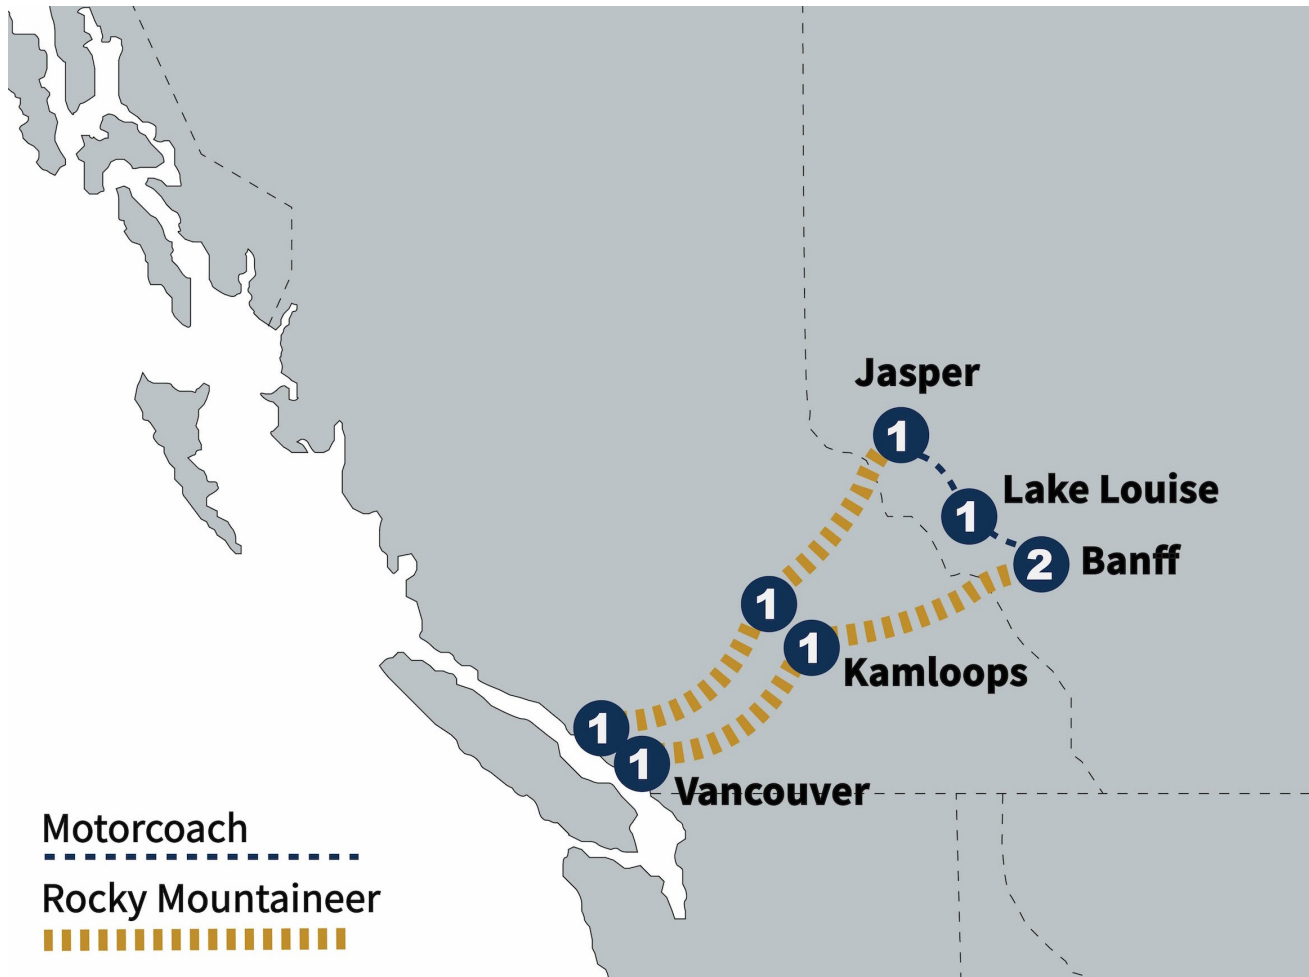 Jasper
1
Lake Louise
1
Banff
2
1
1
Kamloops
1
1
Vancouver
Motorcoach
Rocky Mountaineer